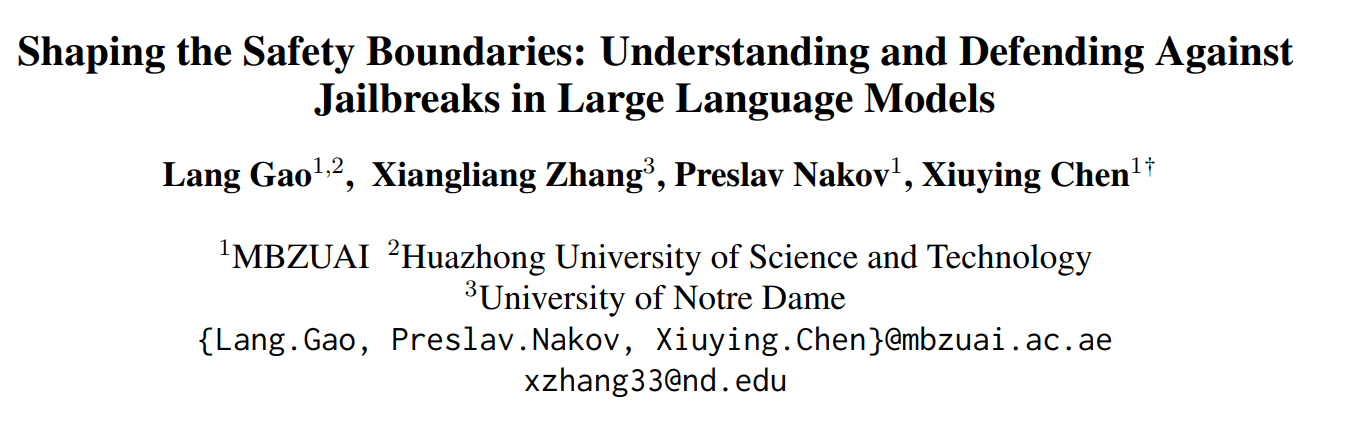 Shaping the Safety Boundaries: Understanding and Defending Against
Jailbreaks in Large Language Models
Lang Gao¹,², Xiangliang Zhang³, Preslav Nakov¹, Xiuying Chen¹†
¹MBZUAI ²Huazhong University of Science and Technology
³University of Notre Dame
{Lang.Gao, Preslav.Nakov, Xiuying.Chen}@mbzuai.ac.ae
xzhang33@nd.edu